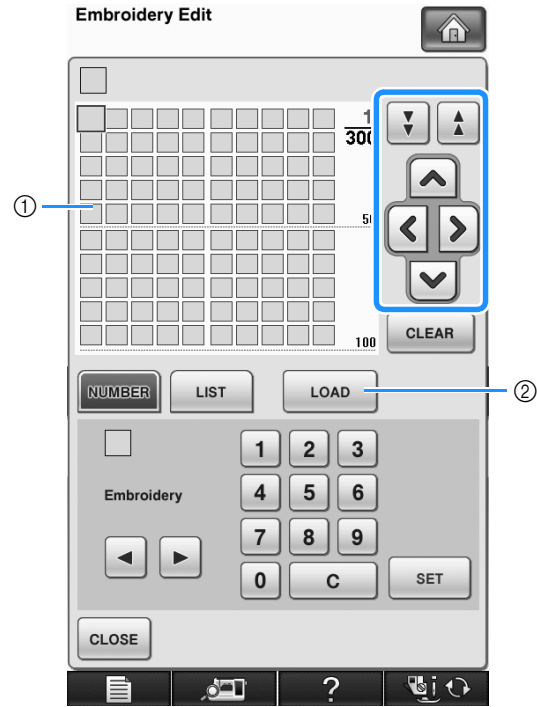 Embroidery Edit
1
300
①
50
100
CLEAR
NUMBER LIST LOAD ②
1 2 3
Embroidery 4 5 6
7 8 9
0 C SET
CLOSE
?